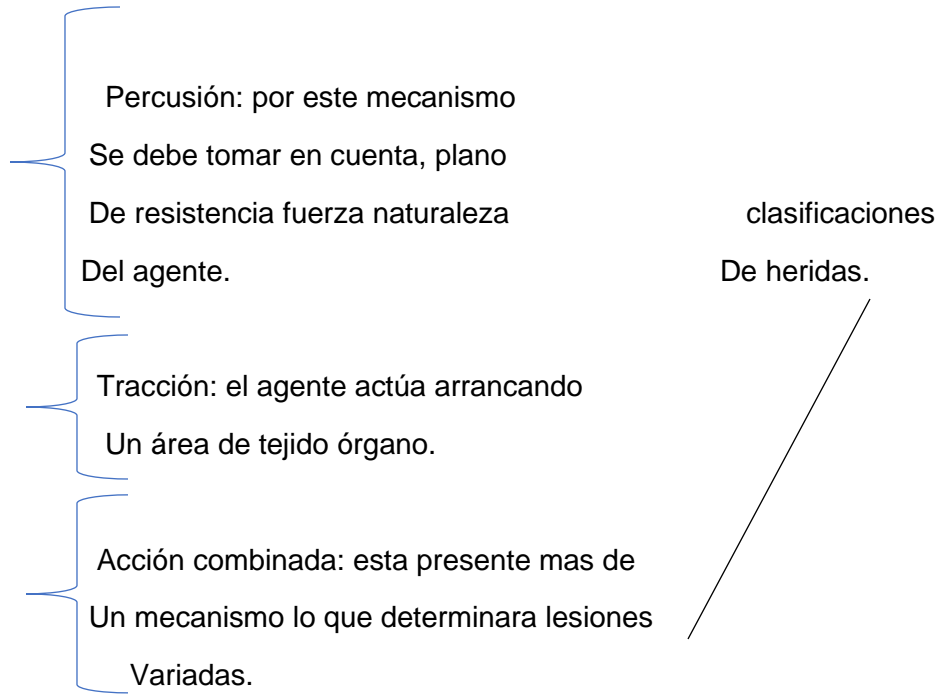 Percusión: por este mecanismo
Se debe tomar en cuenta, plano
De resistencia fuerza naturaleza
Del agente.
clasificaciones
De heridas.
Tracción: el agente actúa arrancando
Un área de tejido órgano.
Acción combinada: esta presente mas de
Un mecanismo lo que determinara lesiones
Variadas.